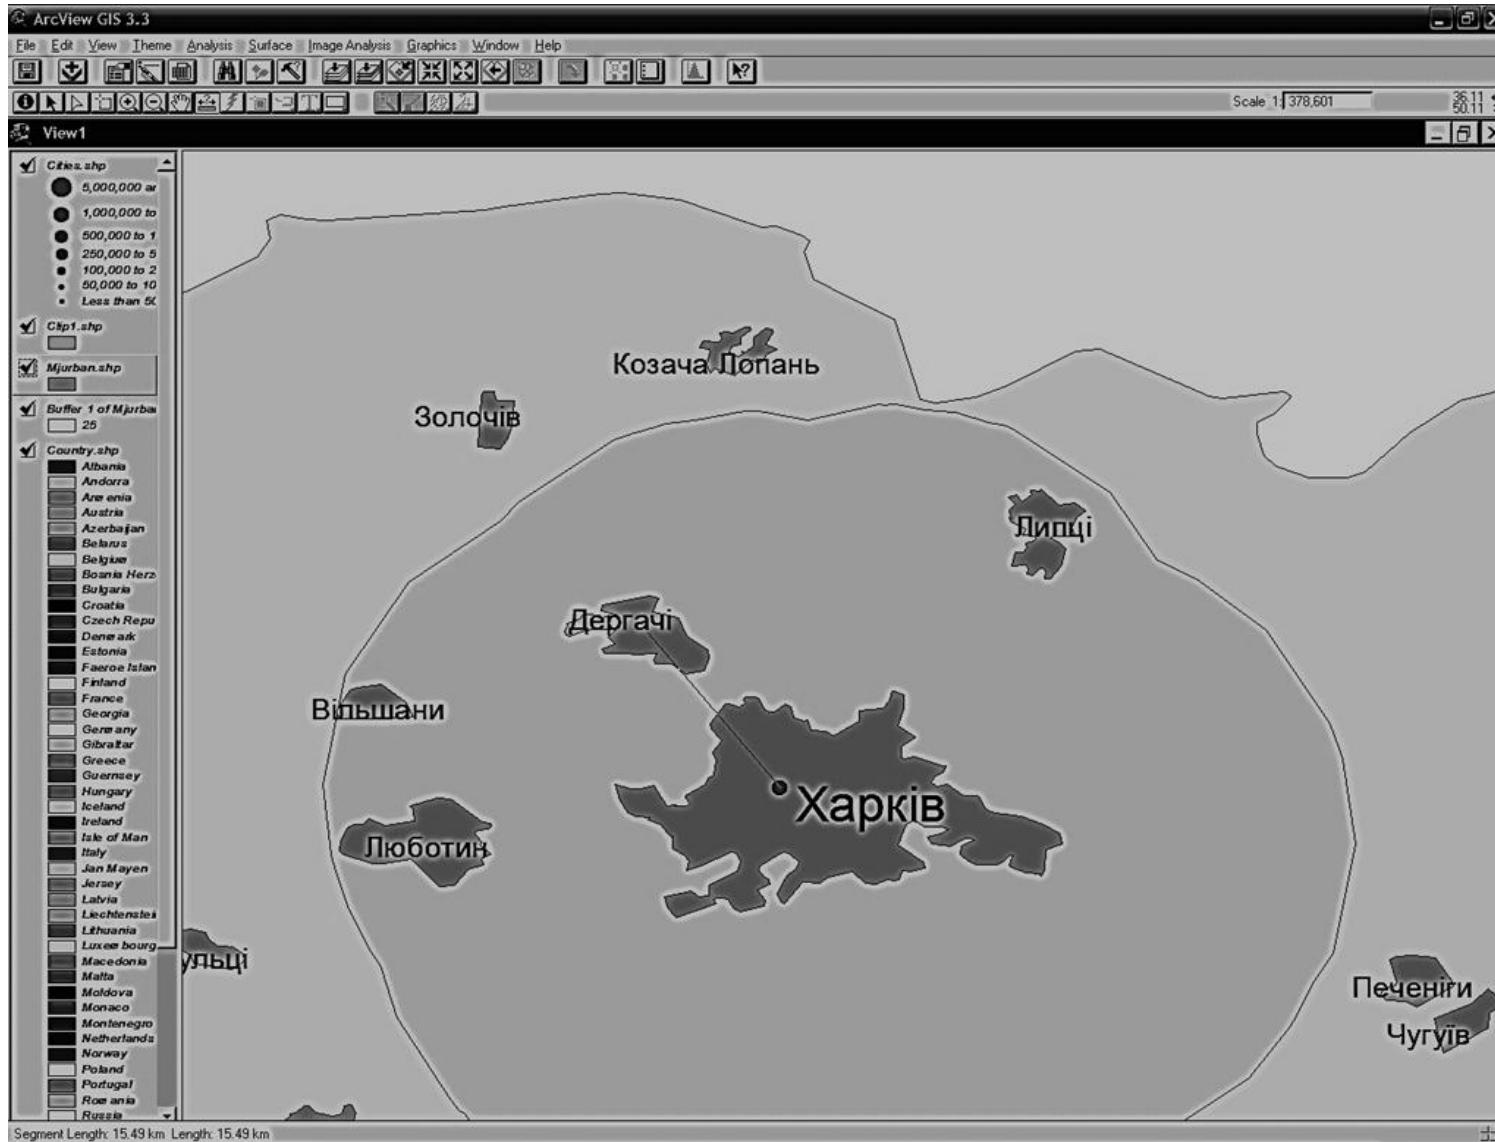 ArcView GIS 3.3
File Edit View Theme Analysis Surface Image Analysis Graphics Window Help
Scale 1: 378,601
36.11
50.11
View1
Cities.shp
5,000,000 ar
1,000,000 to
500,000 to 1
250,000 to 5
100,000 to 2
50,000 to 10
Less than 50
Clip1.shp
Mjurban.shp
Buffer 1 of Mjurba
25
Country.shp
Albania
Andorra
Armenia
Austria
Azerbaijan
Belarus
Belgium
Bosnia Herz
Bulgaria
Croatia
Czech Repu
Denmark
Estonia
Faeroe Islan
Finland
France
Georgia
Germany
Gibraltar
Greece
Guernsey
Hungary
Iceland
Ireland
Isle of Man
Italy
Jan Mayen
Jersey
Latvia
Liechtenstei
Lithuania
Luxembourg
Macedonia
Malta
Moldova
Monaco
Montenegro
Netherlands
Norway
Poland
Portugal
Romania
Russia
Козача Лопань
Золочів
Липці
Дергачі
Вільшани
Харків
Люботин
ульці
Печеніги
Чугуїв
Segment Length: 15.49 km Length: 15.49 km